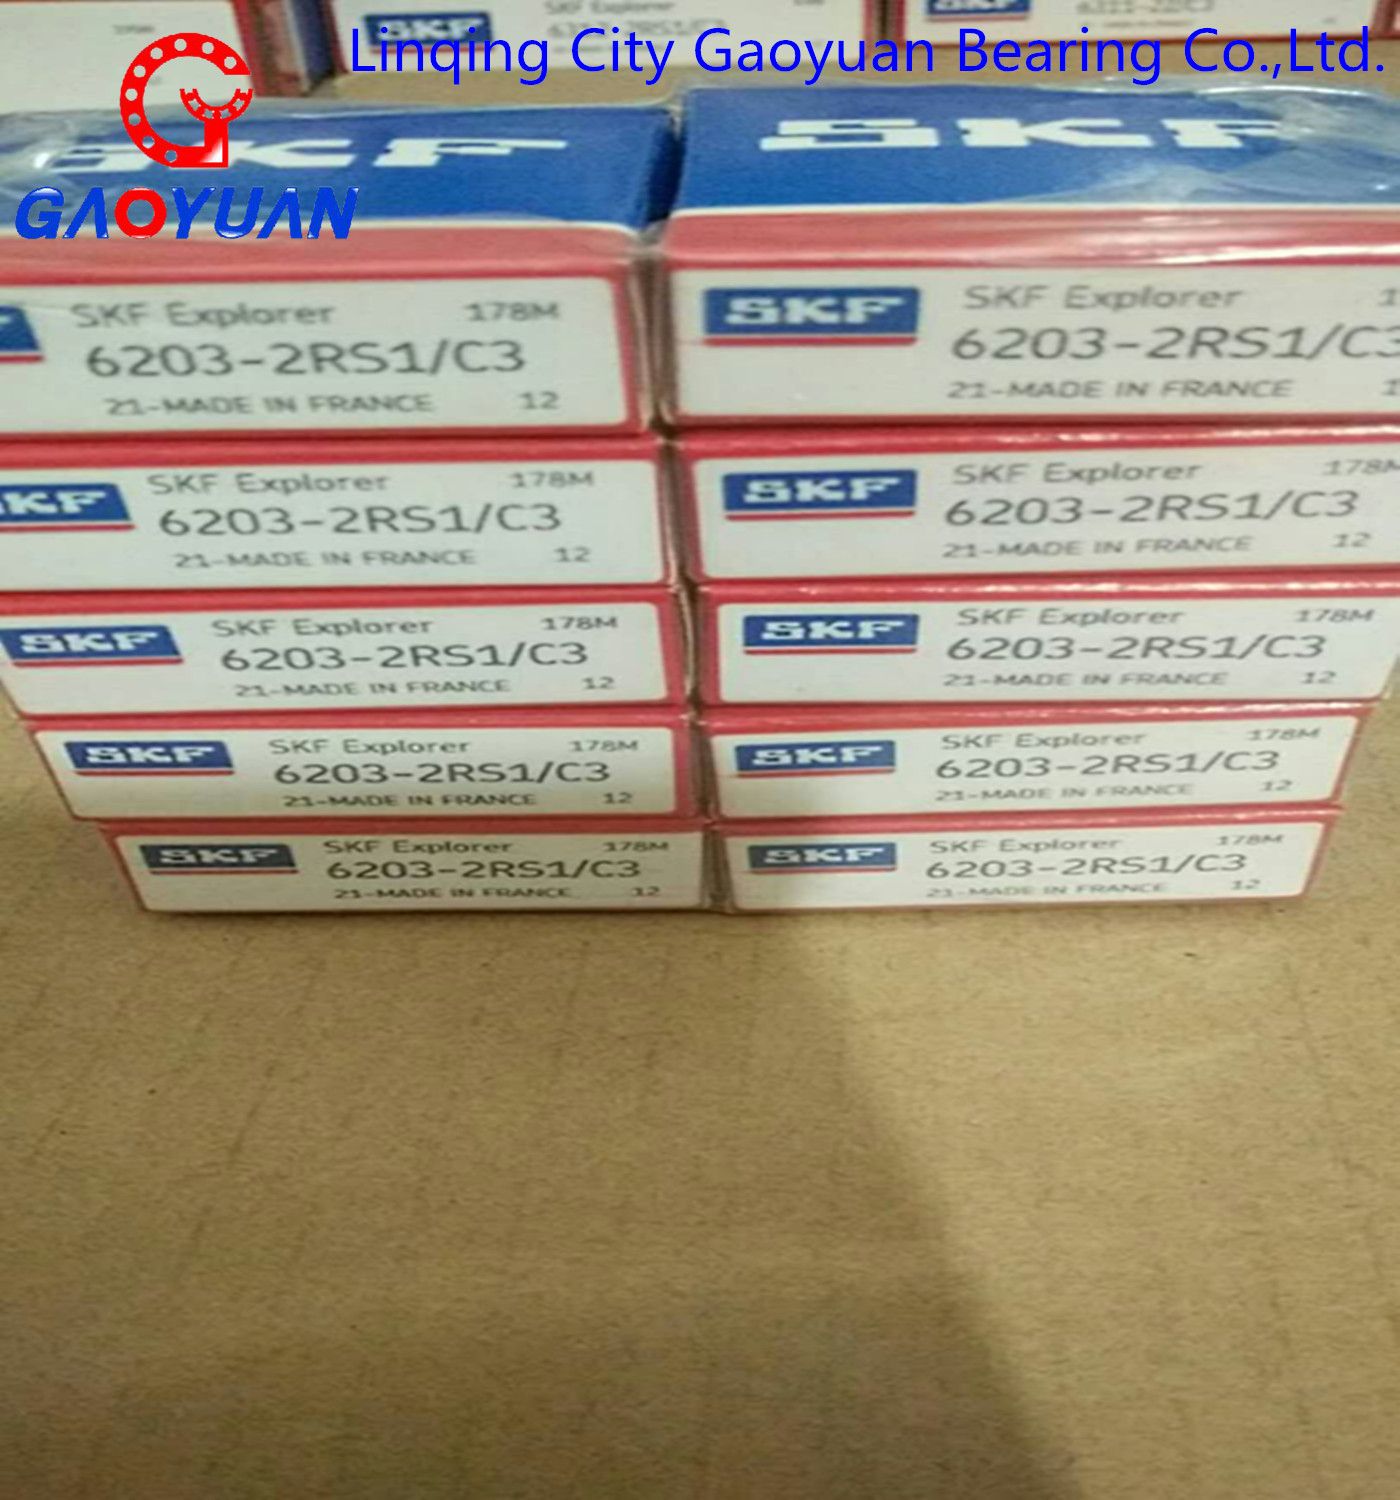 SKF Explorer
SKF
Linqing City Gaoyuan Bearing Co.,Ltd.
GAOYUAN
SKF
SKF
SKF Explorer 178M
6203-2RS1/C3
21-MADE IN FRANCE 12
SKF
SKF Explorer
6203-2RS1/C3
21-MADE IN FRANCE
SKF
SKF Explorer 178M
6203-2RS1/C3
21-MADE IN FRANCE 12
SKF
SKF Explorer 178M
6203-2RS1/C3
21-MADE IN FRANCE 12
SKF
SKF Explorer 178M
6203-2RS1/C3
21-MADE IN FRANCE 12
SKF
SKF Explorer 178M
6203-2RS1/C3
21-MADE IN FRANCE 12
SKF
SKF Explorer 178M
6203-2RS1/C3
21-MADE IN FRANCE 12
SKF
SKF Explorer 178M
6203-2RS1/C3
21-MADE IN FRANCE 12
SKF
SKF Explorer 178M
6203-2RS1/C3
21-MADE IN FRANCE 12
SKF
SKF Explorer 178M
6203-2RS1/C3
21-MADE IN FRANCE 12